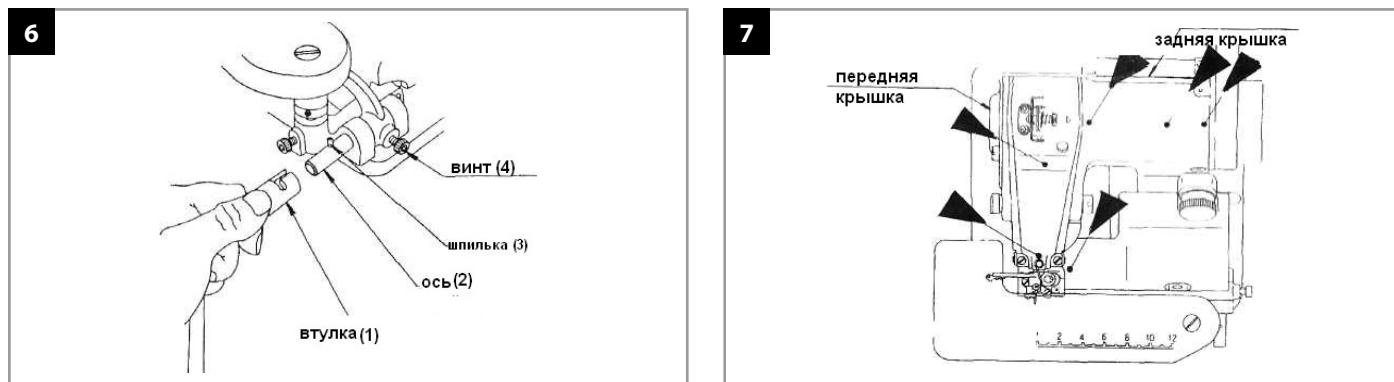 6
винт (4)
шпилька (3)
ось (2)
втулка (1)
7
задняя крышка
передняя
крышка
1 2 4 6 8 10 12